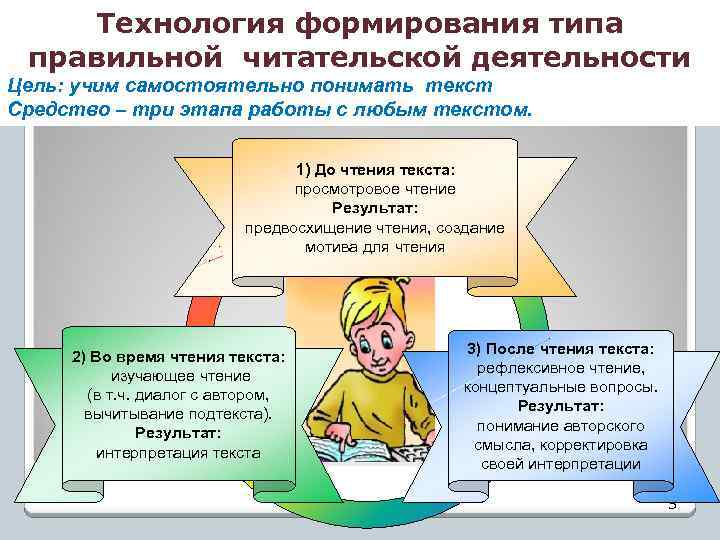 Технология формирования типа
правильной читательской деятельности
Цель: учим самостоятельно понимать текст
Средство – три этапа работы с любым текстом.
1) До чтения текста:
просмотровое чтение
Результат:
предвосхищение чтения, создание
мотива для чтения
2) Во время чтения текста:
изучающее чтение
(в т.ч. диалог с автором,
вычитывание подтекста).
Результат:
интерпретация текста
3) После чтения текста:
рефлексивное чтение,
концептуальные вопросы.
Результат:
понимание авторского
смысла, корректировка
своей интерпретации